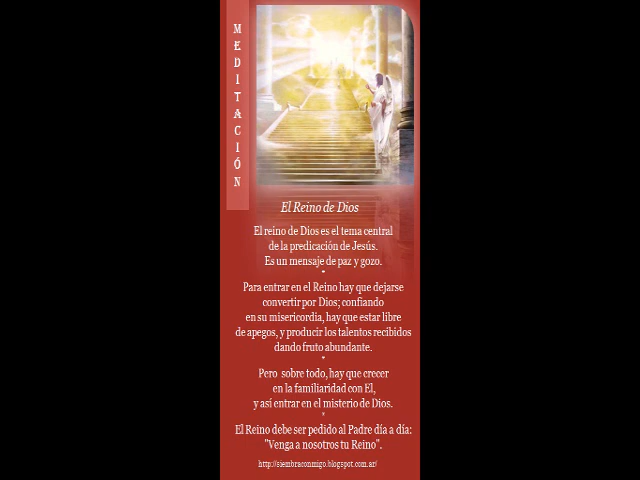 MEDITACIÓN
El Reino de Dios
El reino de Dios es el tema central
de la predicación de Jesús.
Es un mensaje de paz y gozo.
*
Para entrar en el Reino hay que dejarse
convertir por Dios; confiando
en su misericordia, hay que estar libre
de apegos, y producir los talentos recibidos
dando fruto abundante.
*
Pero sobre todo, hay que crecer
en la familiaridad con El,
y así entrar en el misterio de Dios.
*
El Reino debe ser pedido al Padre día a día:
"Venga a nosotros tu Reino".
http://siembraconmigo.blogspot.com.ar/